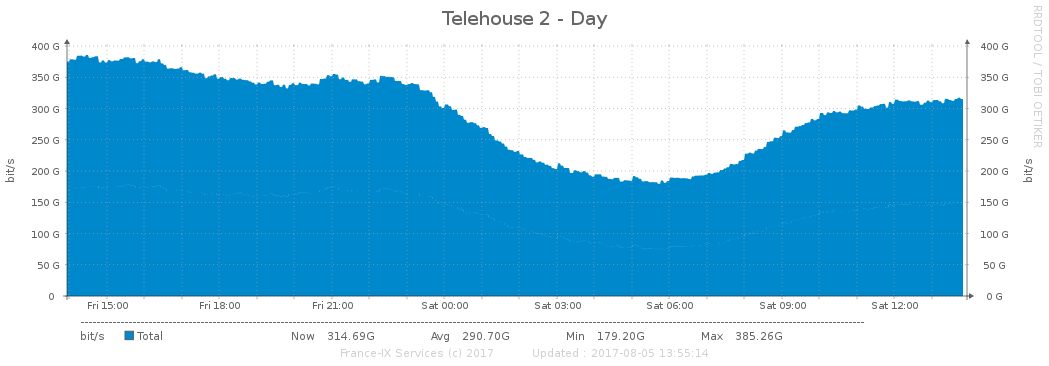 Telehouse 2 - Day
RRDTOOL / TOBI OETIKER
bit/s
400 G
350 G
300 G
250 G
200 G
150 G
100 G
50 G
0
400 G
350 G
300 G
250 G
200 G
150 G
100 G
50 G
0 G
bit/s
Fri 15:00 Fri 18:00 Fri 21:00 Sat 00:00 Sat 03:00 Sat 06:00 Sat 09:00 Sat 12:00
bit/s Total Now 314.69G Avg 290.70G Min 179.20G Max 385.26G
France-IX Services (c) 2017 Updated : 2017-08-05 13:55:14